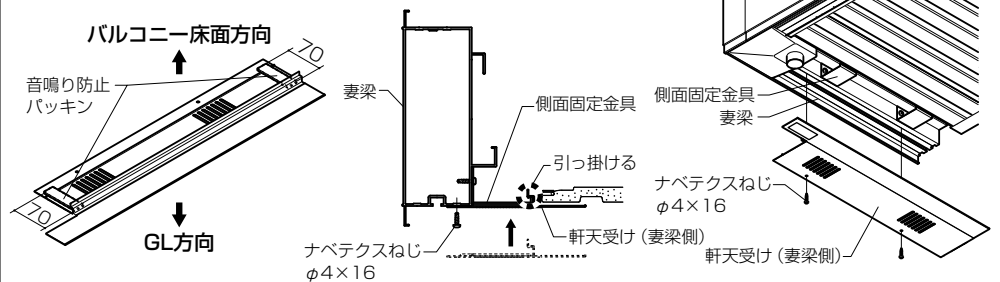 バルコニー床面方向
70
音鳴り防止
パッキン
70
GL方向
妻梁
側面固定金具
引っ掛ける
軒天受け（妻梁側）
ナベテクスねじ
φ4×16
側面固定金具
妻梁
ナベテクスねじ
φ4×16
軒天受け（妻梁側）